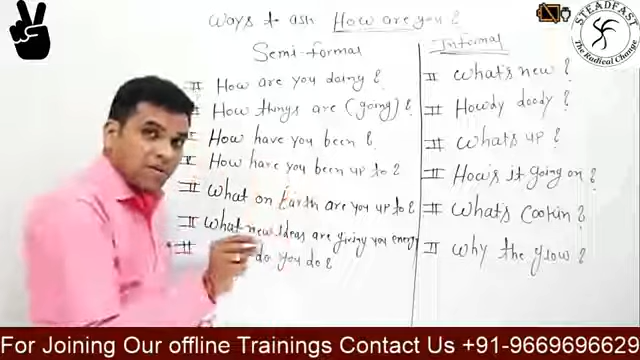 Ways to ask How are you?
Semi-formal
How are you doing?
How things are (going)?
How have you been?
How have you been up to?
What on Earth are you up to?
What new ideas are giving you energy
do you do?
Informal
what's new?
Howdy doody?
what's up?
How's it going on?
what's Cookin?
why the glow?
STEADFAST
The Radical Change
For Joining Our offline Trainings Contact Us +91-9669696629